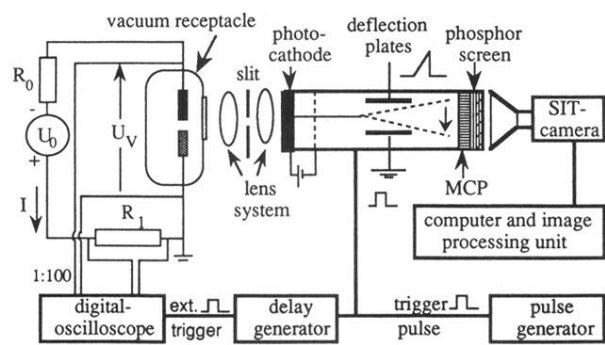 vacuum receptacle
R0
-
U0
+
I
UV
R1
1:100
slit
lens
system
photo-
cathode
deflection
plates
phosphor
screen
MCP
SIT-
camera
computer and image
processing unit
digital-
oscilloscope
ext.
trigger
delay
generator
trigger
pulse
pulse
generator